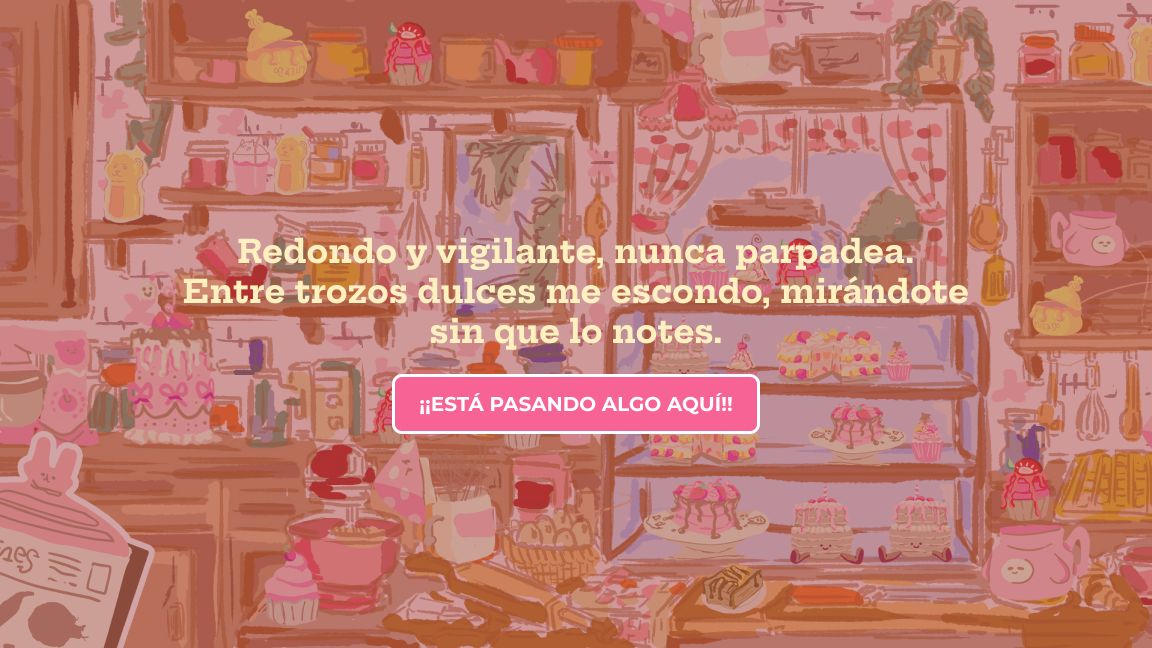 Redondo y vigilante, nunca parpadea.
Entre trozos dulces me escondo, mirándote
sin que lo notes.
¡¡ESTÁ PASANDO ALGO AQUÍ!!